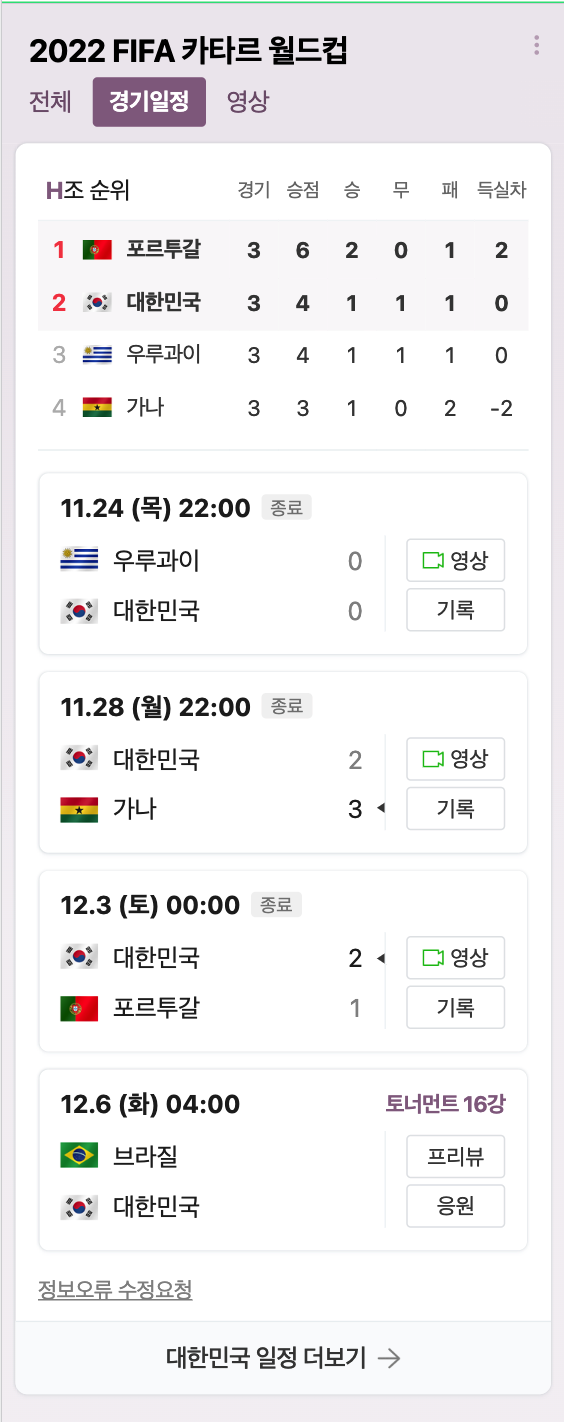 2022 FIFA 카타르 월드컵
전체 경기일정 영상
H조 순위 경기 승점 승 무 패 득실차
1 포르투갈 3 6 2 0 1 2
2 대한민국 3 4 1 1 1 0
3 우루과이 3 4 1 1 1 0
4 가나 3 3 1 0 2 -2
11.24 (목) 22:00 종료
우루과이 0 영상
대한민국 0 기록
11.28 (월) 22:00 종료
대한민국 2 영상
가나 3 기록
12.3 (토) 00:00 종료
대한민국 2 영상
포르투갈 1 기록
12.6 (화) 04:00 토너먼트 16강
브라질 프리뷰
대한민국 응원
정보오류 수정요청
대한민국 일정 더보기 →